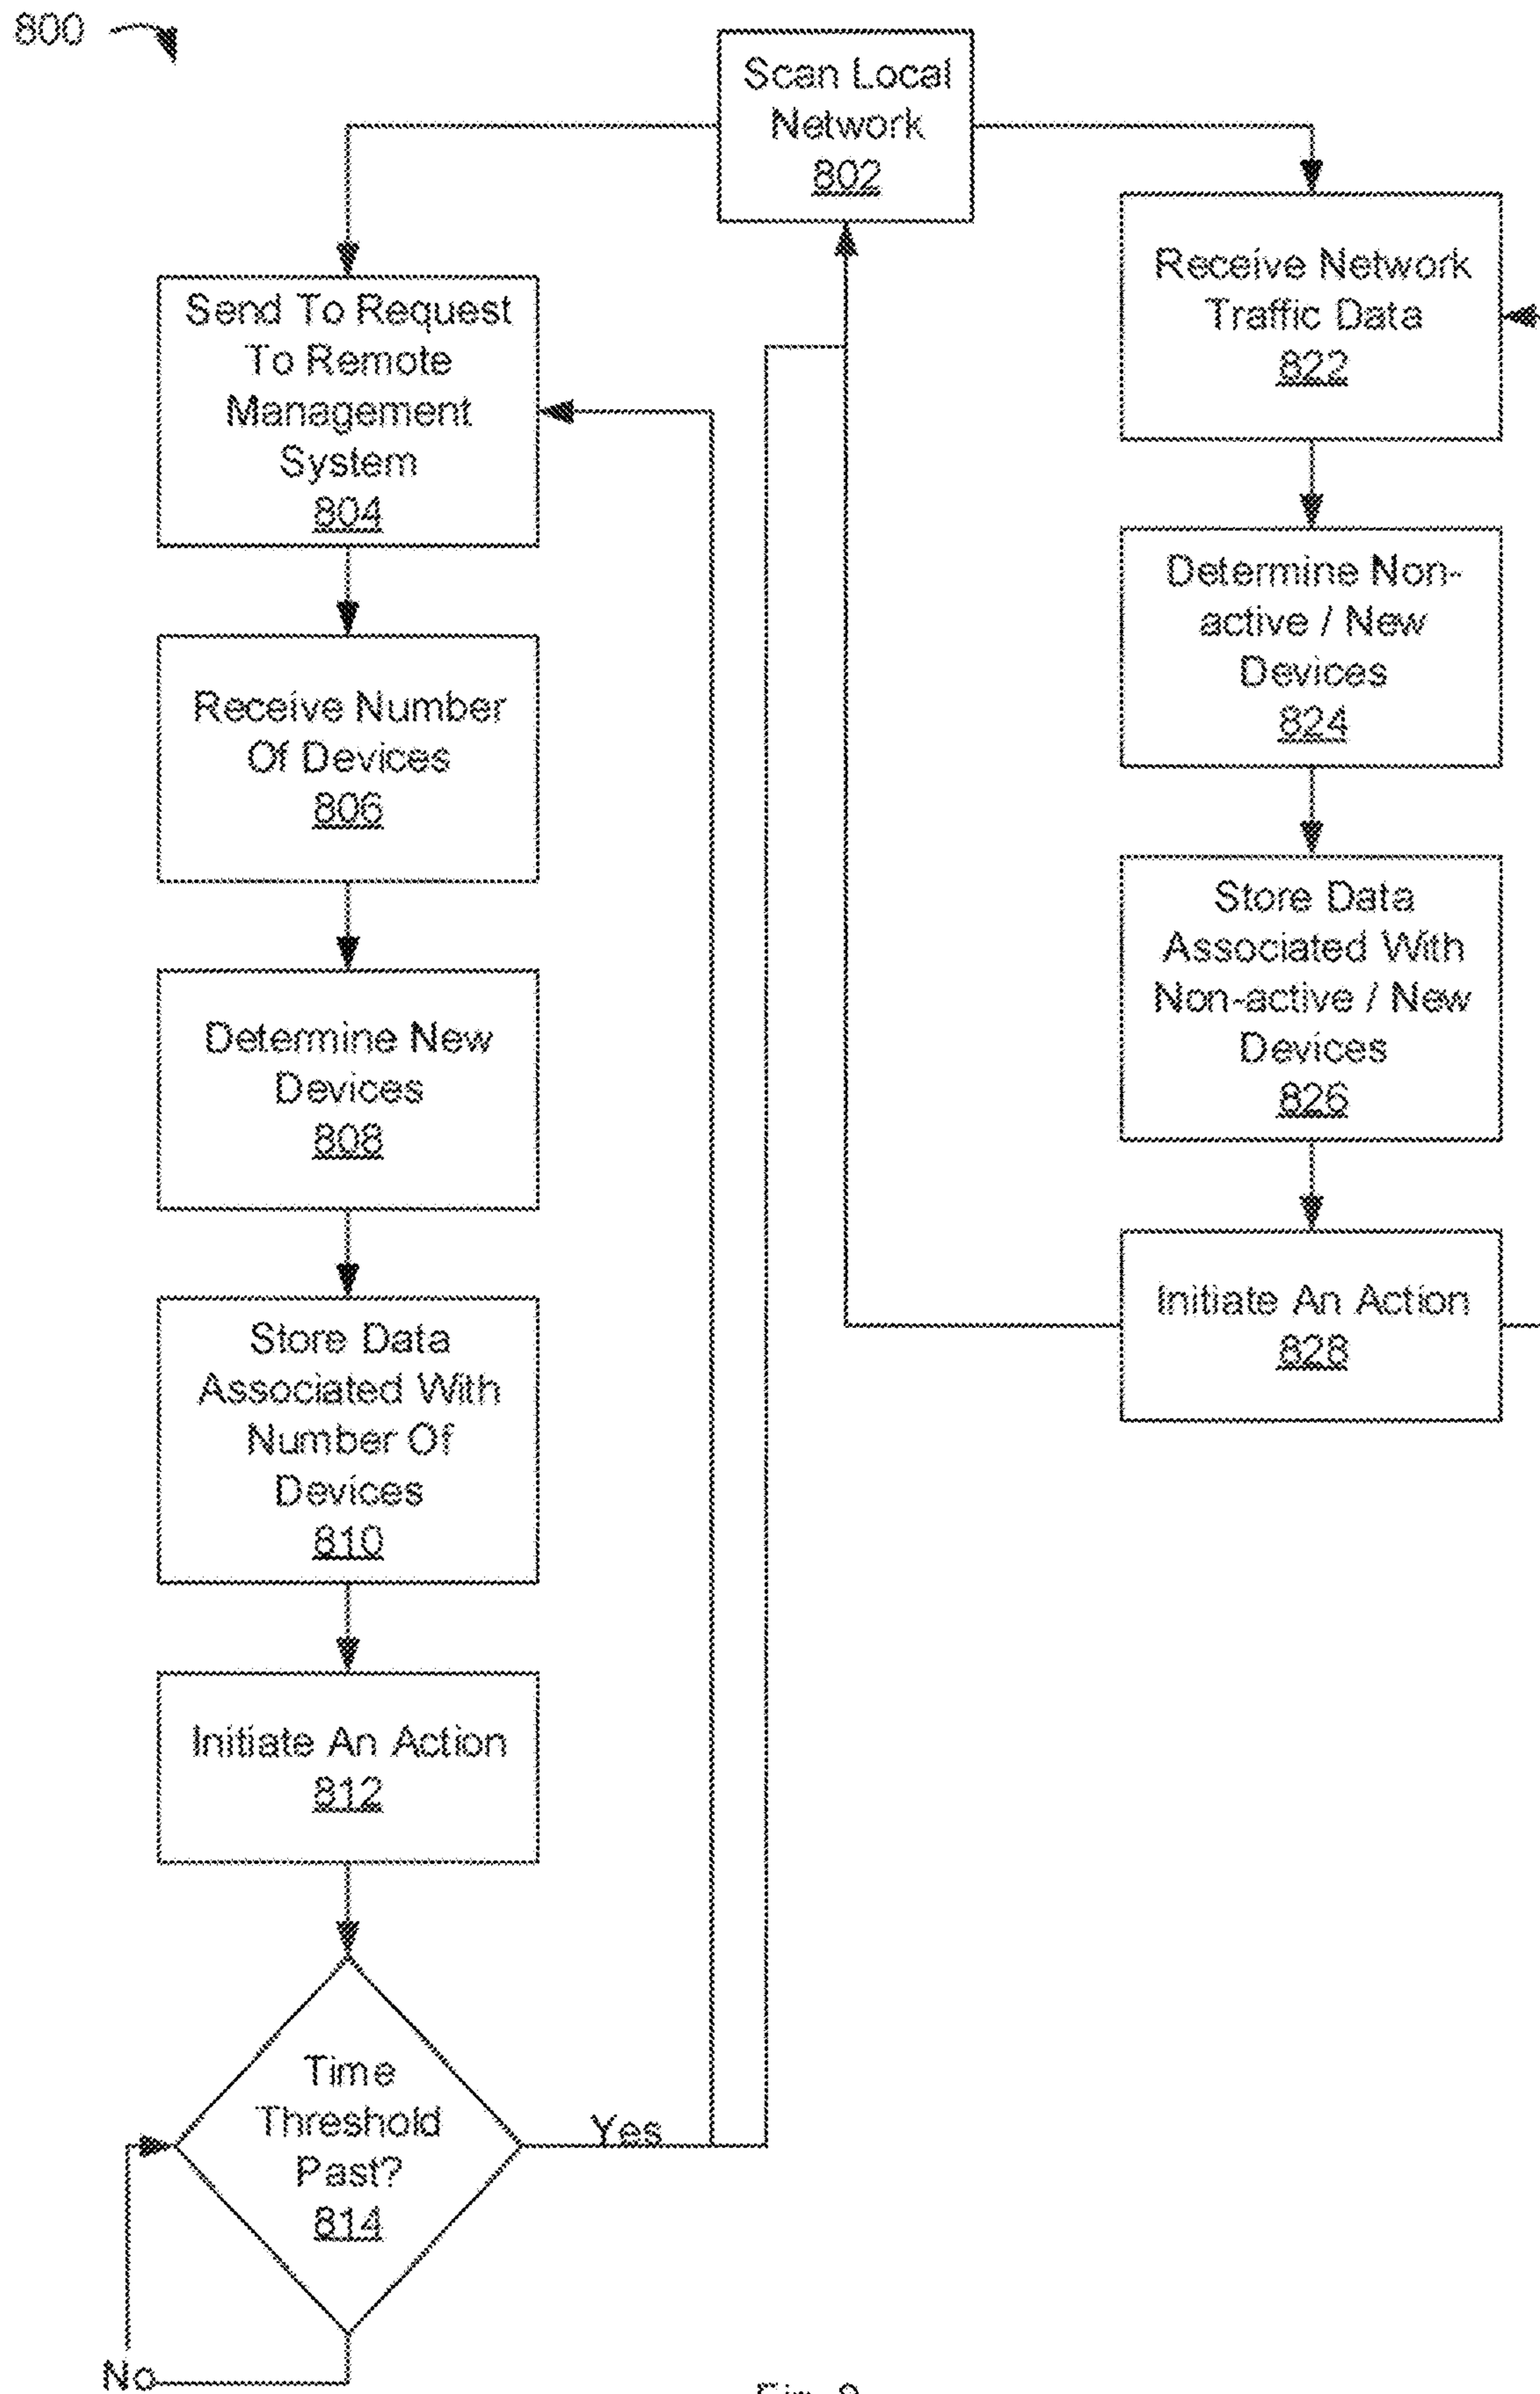 800
Scan Local
Network
802
Send To Request
To Remote
Management
System
804
Receive Number
Of Devices
806
Determine New
Devices
808
Store Data
Associated With
Number Of
Devices
810
Initiate An Action
812
Time
Threshold
Past?
814
Yes
No
Receive Network
Traffic Data
822
Determine Non-
active / New
Devices
824
Store Data
Associated With
Non-active / New
Devices
826
Initiate An Action
828